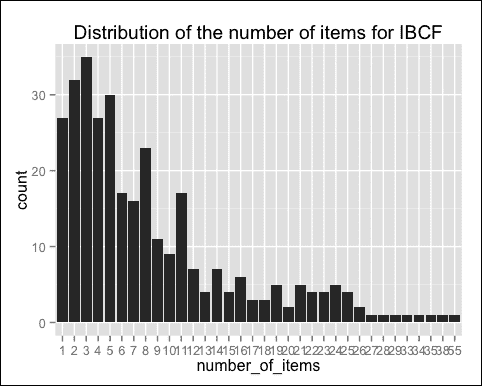 Distribution of the number of items for IBCF
30
20
10
0
count
1 2 3 4 5 6 7 8 9 10 11 12 13 14 15 16 17 18 19 20 21 22 23 24 25 26 27 28 29 33 34 35 38 55
number_of_items